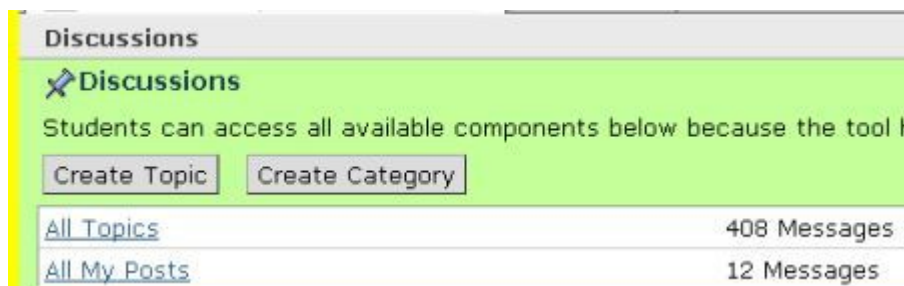 Discussions
Discussions
Students can access all available components below because the tool
Create Topic Create Category
All Topics 408 Messages
All My Posts 12 Messages